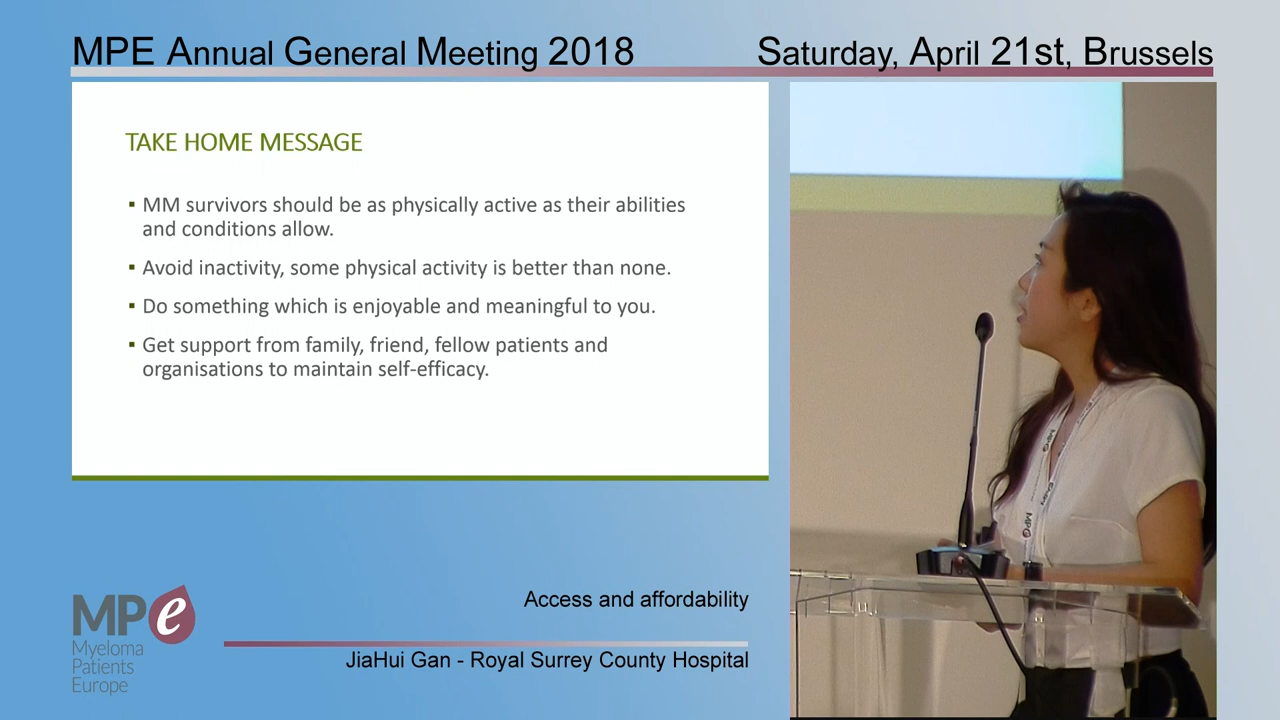 MPE Annual General Meeting 2018
Saturday, April 21st, Brussels
TAKE HOME MESSAGE
▪ MM survivors should be as physically active as their abilities
and conditions allow.
▪ Avoid inactivity, some physical activity is better than none.
▪ Do something which is enjoyable and meaningful to you.
▪ Get support from family, friend, fellow patients and
organisations to maintain self-efficacy.
Access and affordability
JiaHui Gan - Royal Surrey County Hospital
MPe
Myeloma
Patients
Europe